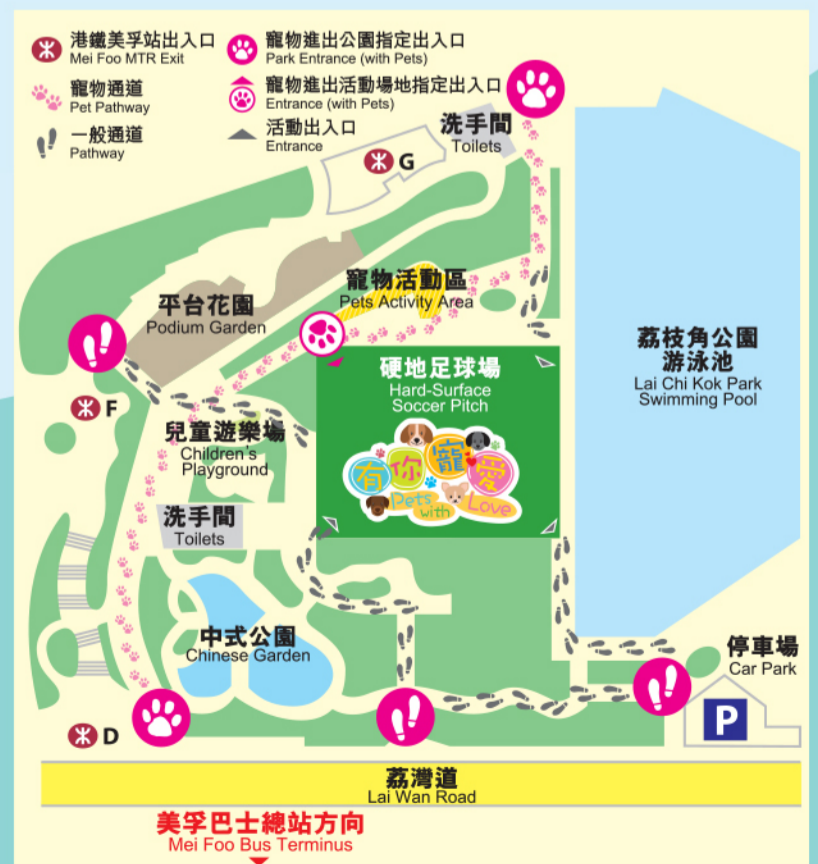 港鐵美孚站出入口
Mei Foo MTR Exit
寵物通道
Pet Pathway
一般通道
Pathway
寵物進出公園指定出入口
Park Entrance (with Pets)
寵物進出活動場地指定出入口
Entrance (with Pets)
活動出入口
Entrance
洗手間
Toilets
G
寵物活動區
Pets Activity Area
平台花園
Podium Garden
荔枝角公園
游泳池
Lai Chi Kok Park
Swimming Pool
硬地足球場
Hard-Surface
Soccer Pitch
有你寵愛
Pets
with
Love
F
兒童遊樂場
Children's
Playground
洗手間
Toilets
中式公園
Chinese Garden
停車場
Car Park
P
D
荔灣道
Lai Wan Road
美孚巴士總站方向
Mei Foo Bus Terminus